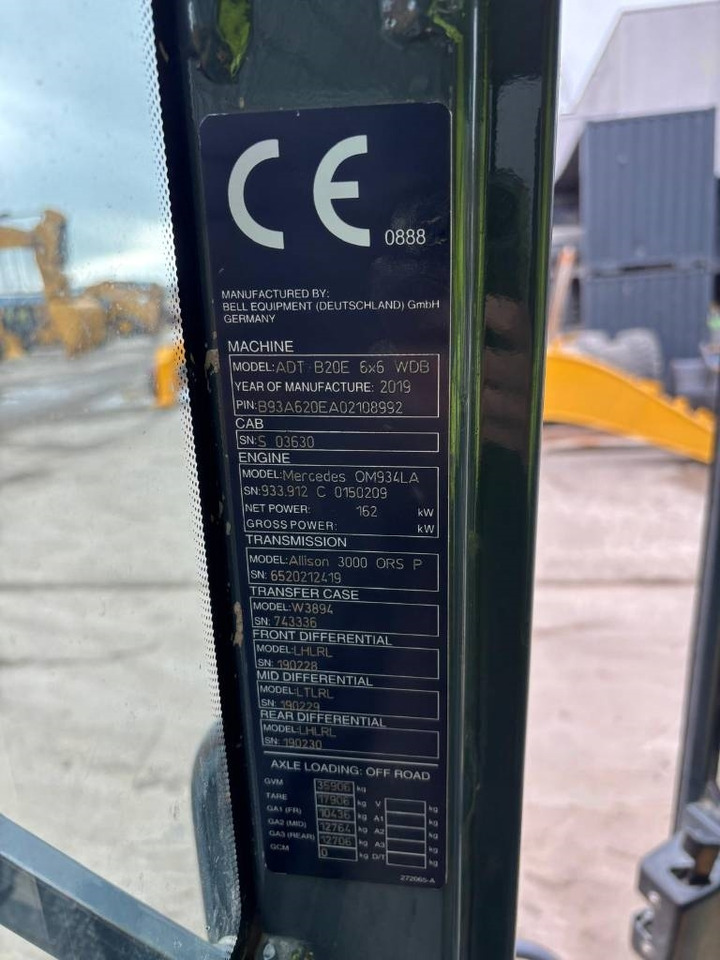 CE 0888
MANUFACTURED BY:
BELL EQUIPMENT (DEUTSCHLAND) GmbH
GERMANY
MACHINE
MODEL: ADT B20E 6x6 WDB
YEAR OF MANUFACTURE: 2019
PIN: B93A620EA02108992
CAB
SN: S 03630
ENGINE
MODEL: Mercedes OM934LA
SN: 933.912 C 0150209
NET POWER: 162 kW
GROSS POWER: kW
TRANSMISSION
MODEL: Allison 3000 ORS P
SN: 6520212419
TRANSFER CASE
MODEL: W3894
SN: 743336
FRONT DIFFERENTIAL
MODEL: LHLRL
SN: 190228
MID DIFFERENTIAL
MODEL: LTLRL
SN: 190229
REAR DIFFERENTIAL
MODEL: LHLRL
SN: 190230
AXLE LOADING: OFF ROAD
GVM 35906 kg
TARE 17906 kg V kg
GA1 (FR) 10436 kg A1 kg
GA2 (MID) 12764 kg A2 kg
GA3 (REAR) 12706 kg A3 kg
GCM 0 kg D/T kg
272065-A